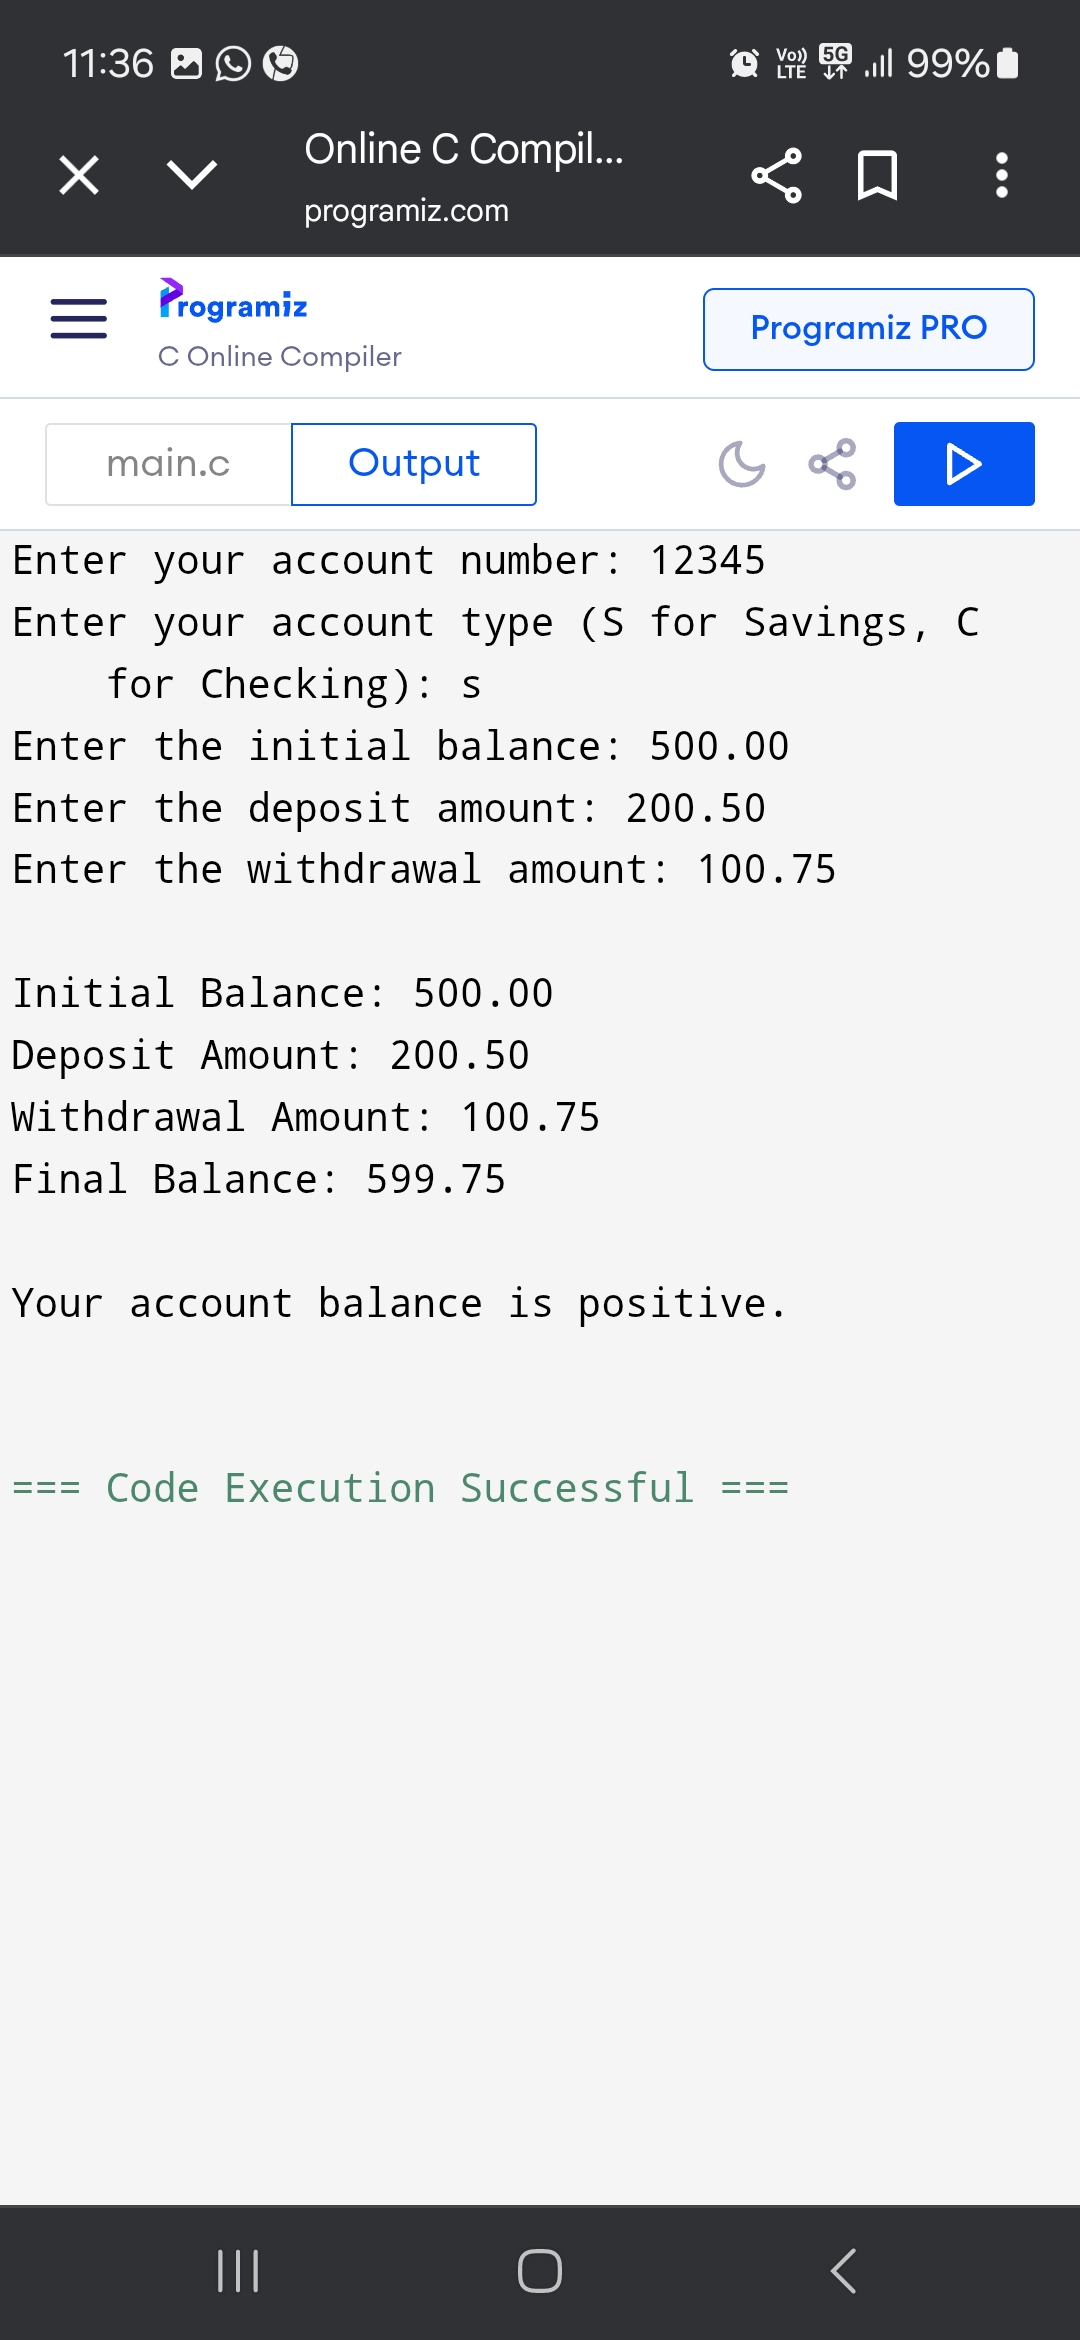 11:36 Vo)) LTE 5G 99%
Online C Compil...
programiz.com
Programiz
C Online Compiler
Programiz PRO
main.c
Output
Enter your account number: 12345
Enter your account type (S for Savings, C
for Checking): s
Enter the initial balance: 500.00
Enter the deposit amount: 200.50
Enter the withdrawal amount: 100.75
Initial Balance: 500.00
Deposit Amount: 200.50
Withdrawal Amount: 100.75
Final Balance: 599.75
Your account balance is positive.
=== Code Execution Successful ===